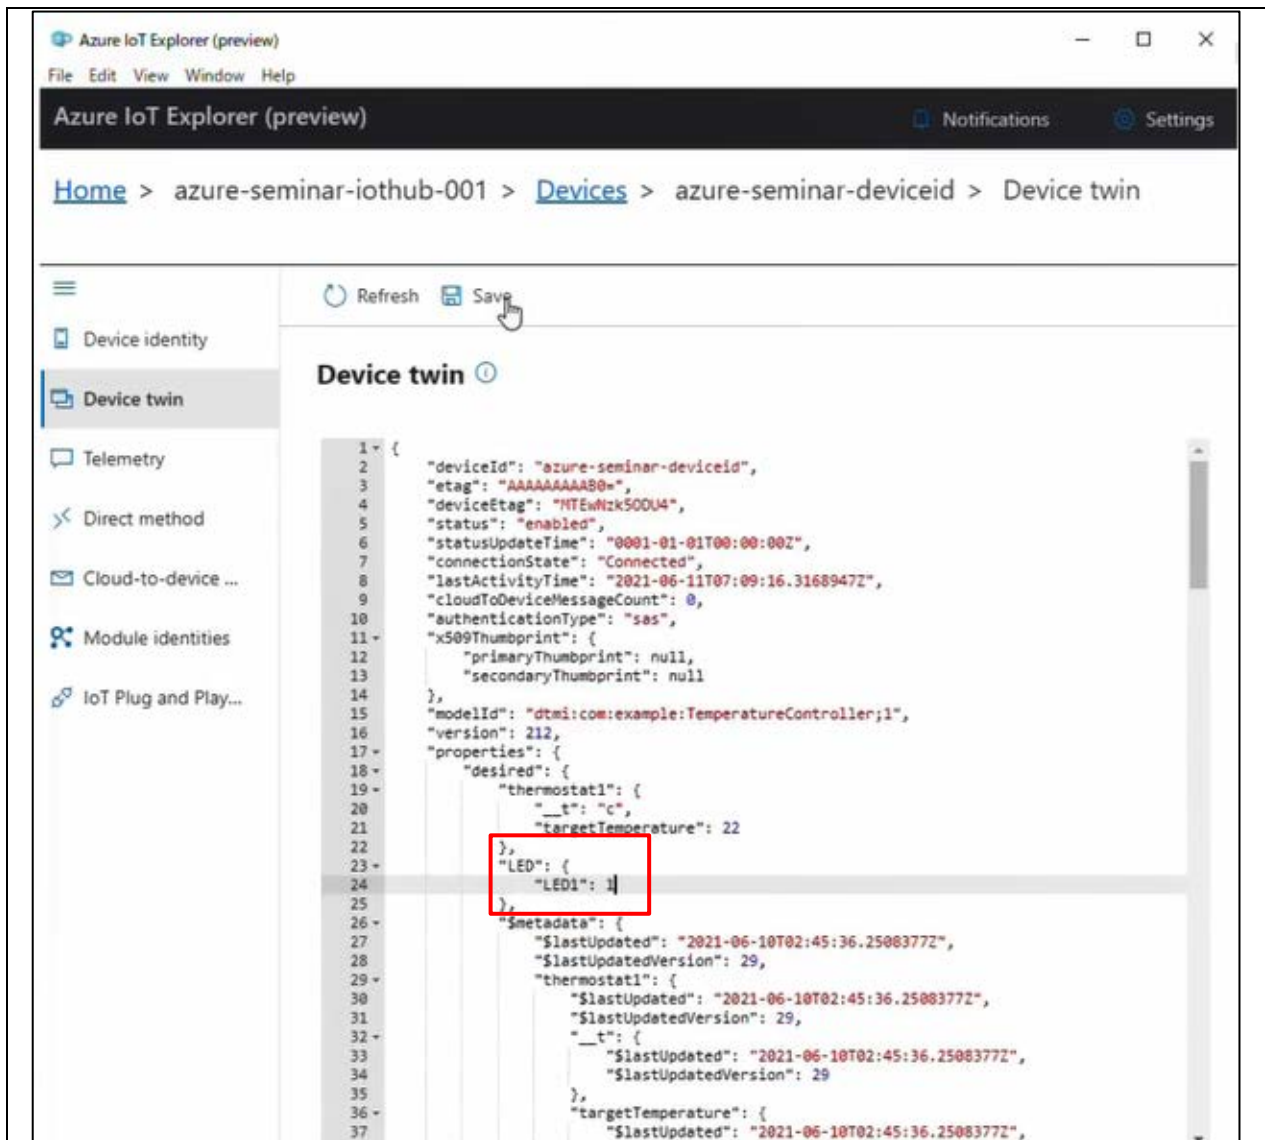 Azure IoT Explorer (preview)
File Edit View Window Help
Azure IoT Explorer (preview) Notifications Settings
Home > azure-seminar-iothub-001 > Devices > azure-seminar-deviceid > Device twin
Refresh Save
Device identity
Device twin
Telemetry
Direct method
Cloud-to-device ...
Module identities
IoT Plug and Play...
Device twin
1 {
2 "deviceId": "azure-seminar-deviceid",
3 "etag": "AAAAAAAAAB0=",
4 "deviceEtag": "MTEwNzk5ODU4",
5 "status": "enabled",
6 "statusUpdateTime": "0001-01-01T00:00:00Z",
7 "connectionState": "Connected",
8 "lastActivityTime": "2021-06-11T07:09:16.3168947Z",
9 "cloudToDeviceMessageCount": 0,
10 "authenticationType": "sas",
11 "x509Thumbprint": {
12 "primaryThumbprint": null,
13 "secondaryThumbprint": null
14 },
15 "modelId": "dtmi:com:example:TemperatureController;1",
16 "version": 212,
17 "properties": {
18 "desired": {
19 "thermostat1": {
20 "__t": "c",
21 "targetTemperature": 22
22 },
23 "LED": {
24 "LED1": 1
25 },
26 "$metadata": {
27 "$lastUpdated": "2021-06-10T02:45:36.2508377Z",
28 "$lastUpdatedVersion": 29,
29 "thermostat1": {
30 "$lastUpdated": "2021-06-10T02:45:36.2508377Z",
31 "$lastUpdatedVersion": 29,
32 "__t": {
33 "$lastUpdated": "2021-06-10T02:45:36.2508377Z",
34 "$lastUpdatedVersion": 29
35 },
36 "targetTemperature": {
37 "$lastUpdated": "2021-06-10T02:45:36.2508377Z",